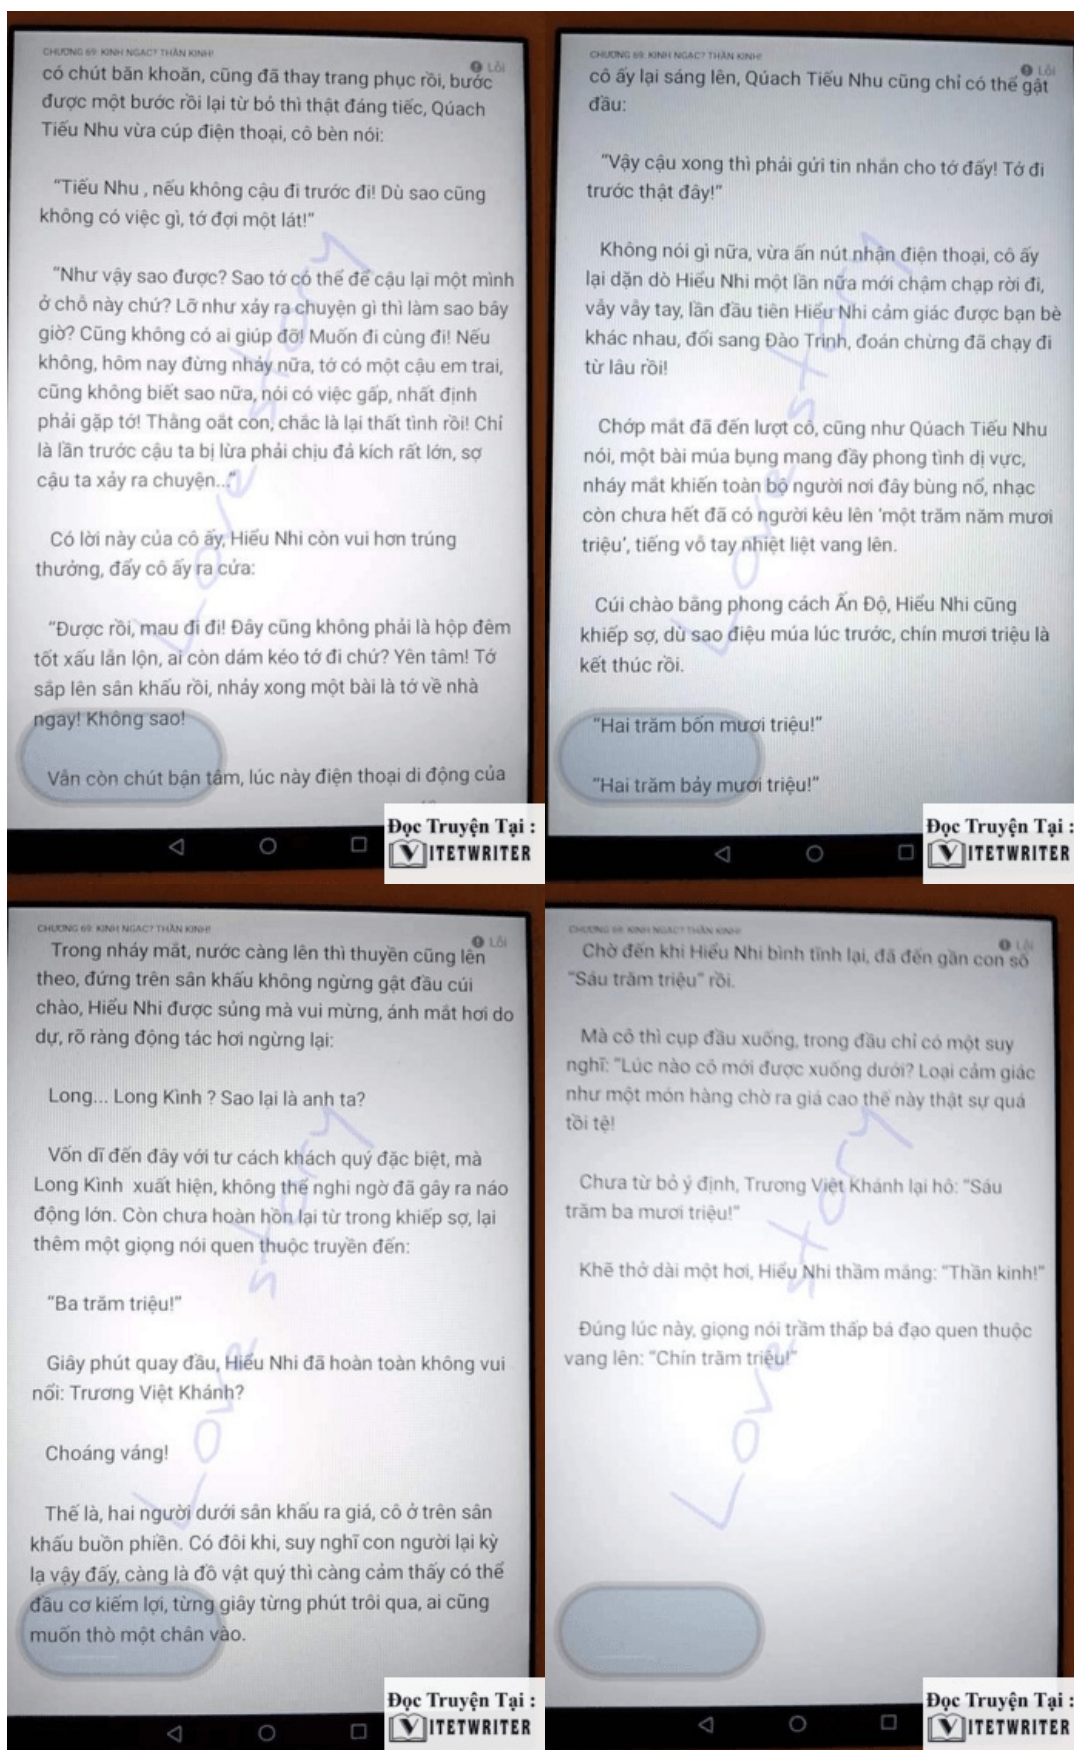 CHƯƠNG 69: KINH NGẠC? THẦN KINH!
Lỗi
có chút băn khoăn, cũng đã thay trang phục rồi, bước
được một bước rồi lại từ bỏ thì thật đáng tiếc, Qúach
Tiếu Nhu vừa cúp điện thoại, cô bèn nói:
“Tiếu Nhu , nếu không cậu đi trước đi! Dù sao cũng
không có việc gì, tớ đợi một lát!”
“Như vậy sao được? Sao tớ có thể để cậu lại một mình
ở chỗ này chứ? Lỡ như xảy ra chuyện gì thì làm sao bây
giờ? Cũng không có ai giúp đỡ! Muốn đi cùng đi! Nếu
không, hôm nay đừng nhảy nữa, tớ có một cậu em trai,
cũng không biết sao nữa, nói có việc gấp, nhất định
phải gặp tớ! Thằng oắt con, chắc là lại thất tình rồi! Chỉ
là lần trước cậu ta bị lừa phải chịu đả kích rất lớn, sợ
cậu ta xảy ra chuyện...”
Có lời này của cô ấy, Hiểu Nhi còn vui hơn trúng
thưởng, đẩy cô ấy ra cửa:
“Được rồi, mau đi đi! Đây cũng không phải là hộp đêm
tốt xấu lẫn lộn, ai còn dám kéo tớ đi chứ? Yên tâm! Tớ
sắp lên sân khấu rồi, nhảy xong một bài là tớ về nhà
ngay! Không sao!
Vẫn còn chút bận tâm, lúc này điện thoại di động của
Đọc Truyện Tại :
VITETWRITER
CHƯƠNG 69: KINH NGẠC? THẦN KINH!
Lỗi
cô ấy lại sáng lên, Qúach Tiếu Nhu cũng chỉ có thể gật
đầu:
“Vậy cậu xong thì phải gửi tin nhắn cho tớ đấy! Tớ đi
trước thật đây!”
Không nói gì nữa, vừa ấn nút nhận điện thoại, cô ấy
lại dặn dò Hiểu Nhi một lần nữa mới chậm chạp rời đi,
vẫy vẫy tay, lần đầu tiên Hiểu Nhi cảm giác được bạn bè
khác nhau, đổi sang Đào Trinh, đoán chừng đã chạy đi
từ lâu rồi!
Chớp mắt đã đến lượt cô, cũng như Qúach Tiếu Nhu
nói, một bài múa bụng mang đầy phong tình dị vực,
nháy mắt khiến toàn bộ người nơi đây bùng nổ, nhạc
còn chưa hết đã có người kêu lên ‘một trăm năm mươi
triệu’, tiếng vỗ tay nhiệt liệt vang lên.
Cúi chào bằng phong cách Ấn Độ, Hiểu Nhi cũng
khiếp sợ, dù sao điệu múa lúc trước, chín mươi triệu là
kết thúc rồi.
“Hai trăm bốn mươi triệu!”
“Hai trăm bảy mươi triệu!”
Đọc Truyện Tại :
VITETWRITER
CHƯƠNG 69: KINH NGẠC? THẦN KINH!
Lỗi
Trong nháy mắt, nước càng lên thì thuyền cũng lên
theo, đứng trên sân khấu không ngừng gật đầu cúi
chào, Hiểu Nhi được sủng mà vui mừng, ánh mắt hơi do
dự, rõ ràng động tác hơi ngừng lại:
Long... Long Kình ? Sao lại là anh ta?
Vốn dĩ đến đây với tư cách khách quý đặc biệt, mà
Long Kình xuất hiện, không thể nghi ngờ đã gây ra náo
động lớn. Còn chưa hoàn hồn lại từ trong khiếp sợ, lại
thêm một giọng nói quen thuộc truyền đến:
“Ba trăm triệu!”
Giây phút quay đầu, Hiểu Nhi đã hoàn toàn không vui
nổi: Trương Việt Khánh?
Choáng váng!
Thế là, hai người dưới sân khấu ra giá, cô ở trên sân
khấu buồn phiền. Có đôi khi, suy nghĩ con người lại kỳ
lạ vậy đấy, càng là đồ vật quý thì càng cảm thấy có thể
đầu cơ kiếm lợi, từng giây từng phút trôi qua, ai cũng
muốn thò một chân vào.
Đọc Truyện Tại :
VITETWRITER
CHƯƠNG 69: KINH NGẠC? THẦN KINH!
Lỗi
Chờ đến khi Hiểu Nhi bình tĩnh lại, đã đến gần con số
“Sáu trăm triệu” rồi.
Mà cô thì cụp đầu xuống, trong đầu chỉ có một suy
nghĩ: “Lúc nào cô mới được xuống dưới? Loại cảm giác
như một món hàng chờ ra giá cao thế này thật sự quá
tồi tệ!
Chưa từ bỏ ý định, Trương Việt Khánh lại hô: “Sáu
trăm ba mươi triệu!”
Khẽ thở dài một hơi, Hiểu Nhi thầm mắng: “Thần kinh!”
Đúng lúc này, giọng nói trầm thấp bá đạo quen thuộc
vang lên: “Chín trăm triệu!”
Đọc Truyện Tại :
VITETWRITER
Love story
Love story
Love story
Love story